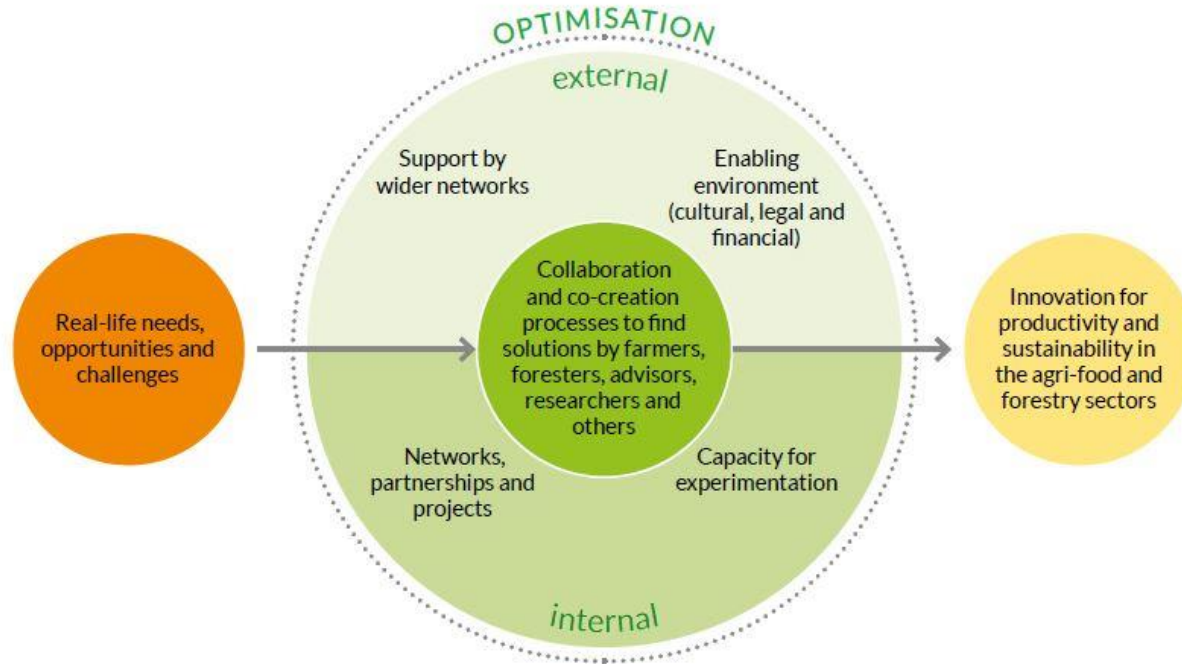 OPTIMISATION
external
Support by
wider networks
Enabling
environment
(cultural, legal and
financial)
Real-life needs,
opportunities and
challenges
Collaboration
and co-creation
processes to find
solutions by farmers,
foresters, advisors,
researchers and
others
Innovation for
productivity and
sustainability in
the agri-food and
forestry sectors
Networks,
partnerships and
projects
Capacity for
experimentation
internal